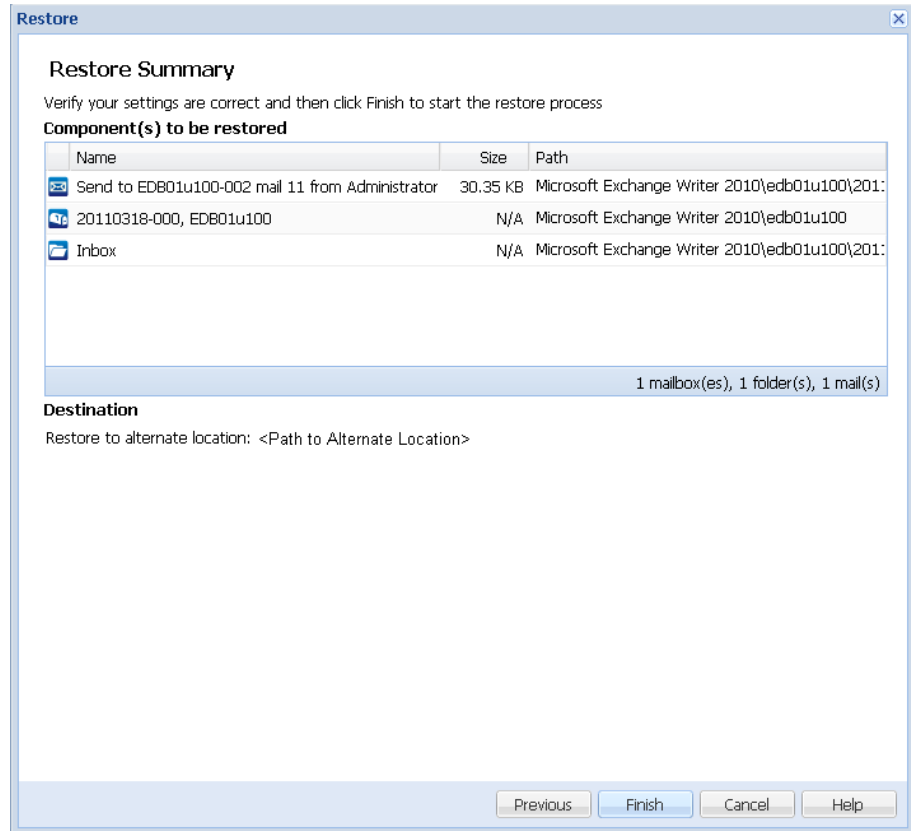 Restore
Restore Summary
Verify your settings are correct and then click Finish to start the restore process
Component(s) to be restored
Name Size Path
Send to EDB01u100-002 mail 11 from Administrator 30.35 KB Microsoft Exchange Writer 2010\edb01u100\201
20110318-000, EDB01u100 N/A Microsoft Exchange Writer 2010\edb01u100
Inbox N/A Microsoft Exchange Writer 2010\edb01u100\201
1 mailbox(es), 1 folder(s), 1 mail(s)
Destination
Restore to alternate location: <Path to Alternate Location>
Previous Finish Cancel Help